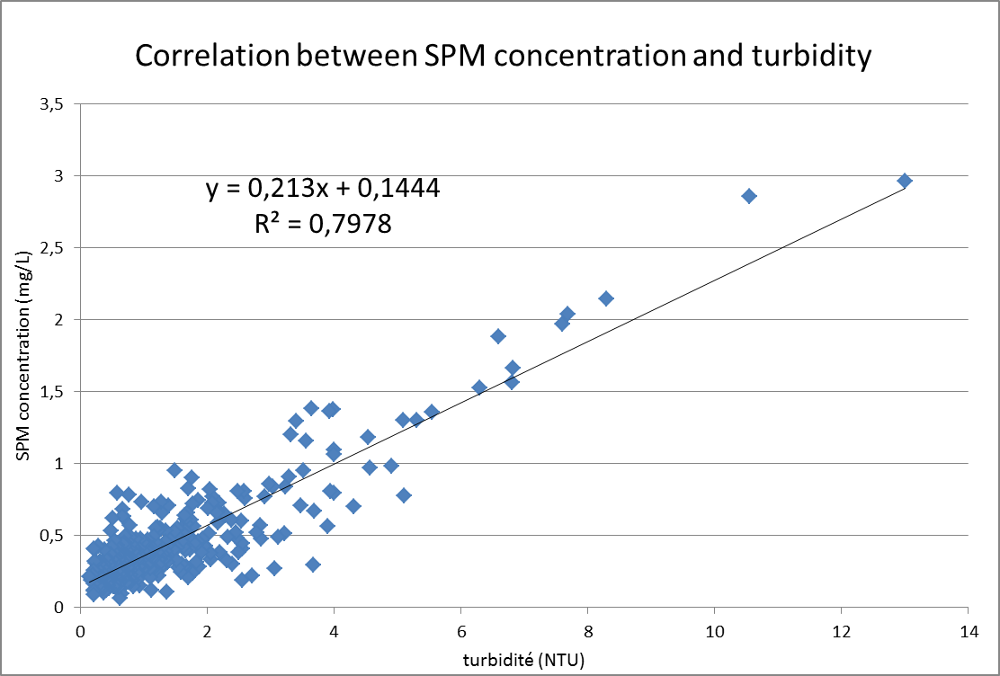 Correlation between SPM concentration and turbidity
3,5
3
2,5
2
1,5
1
0,5
0
SPM concentration (mg/L)
y = 0,213x + 0,1444
R² = 0,7978
0 2 4 6 8 10 12 14
turbidité (NTU)